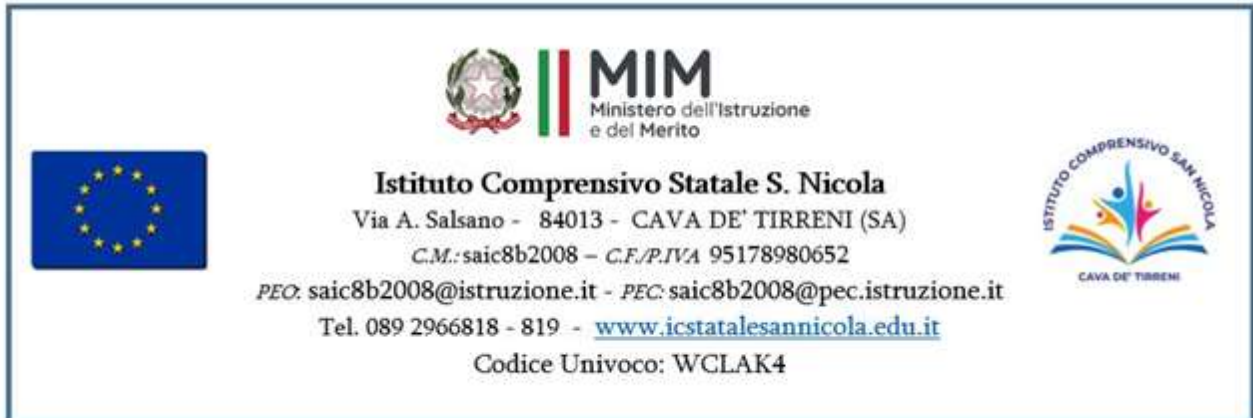 MIM
Ministero dell'Istruzione
e del Merito
Istituto Comprensivo Statale S. Nicola
Via A. Salsano - 84013 - CAVA DE' TIRRENI (SA)
C.M.: saic8b2008 – C.F./P.IVA 95178980652
PEO: saic8b2008@istruzione.it - PEC: saic8b2008@pec.istruzione.it
Tel. 089 2966818 - 819 - www.icstatalesannicola.edu.it
Codice Univoco: WCLAK4
ISTITUTO COMPRENSIVO SAN NICOLA
CAVA DE' TIRRENI